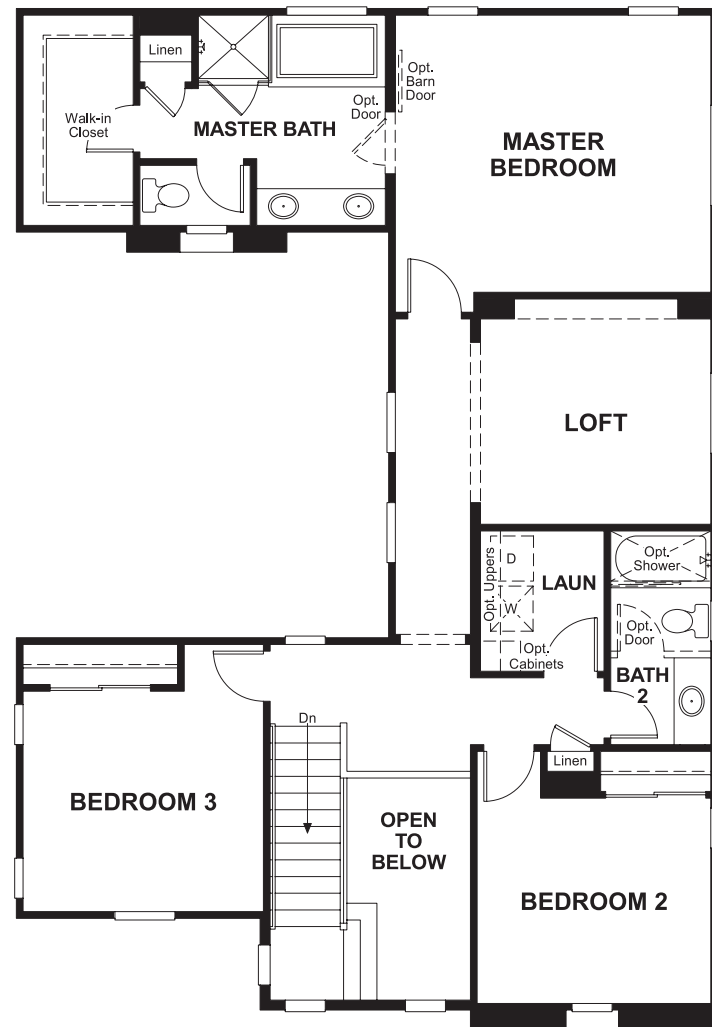 Linen
Walk-in
Closet
MASTER BATH
Opt.
Door
Opt.
Barn
Door
MASTER
BEDROOM
LOFT
Opt. Uppers
D
W
LAUN
Opt.
Cabinets
Opt.
Shower
Opt.
Door
BATH
2
Linen
Dn
BEDROOM 3
OPEN
TO
BELOW
BEDROOM 2